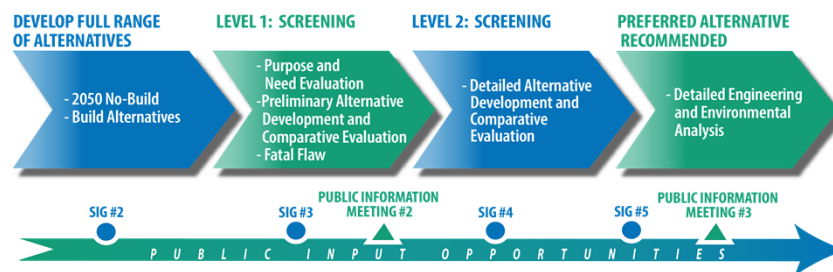 DEVELOP FULL RANGE
OF ALTERNATIVES
- 2050 No-Build
- Build Alternatives
LEVEL 1: SCREENING
- Purpose and
Need Evaluation
-Preliminary Alternative
Development and
Comparative Evaluation
- Fatal Flaw
LEVEL 2: SCREENING
- Detailed Alternative
Development and
Comparative
Evaluation
PREFERRED ALTERNATIVE
RECOMMENDED
- Detailed Engineering
and Environmental
Analysis
SIG #2
SIG #3
PUBLIC INFORMATION
MEETING #2
SIG #4
SIG #5
PUBLIC INFORMATION
MEETING #3
PUBLIC INPUT OPPORTUNITIES